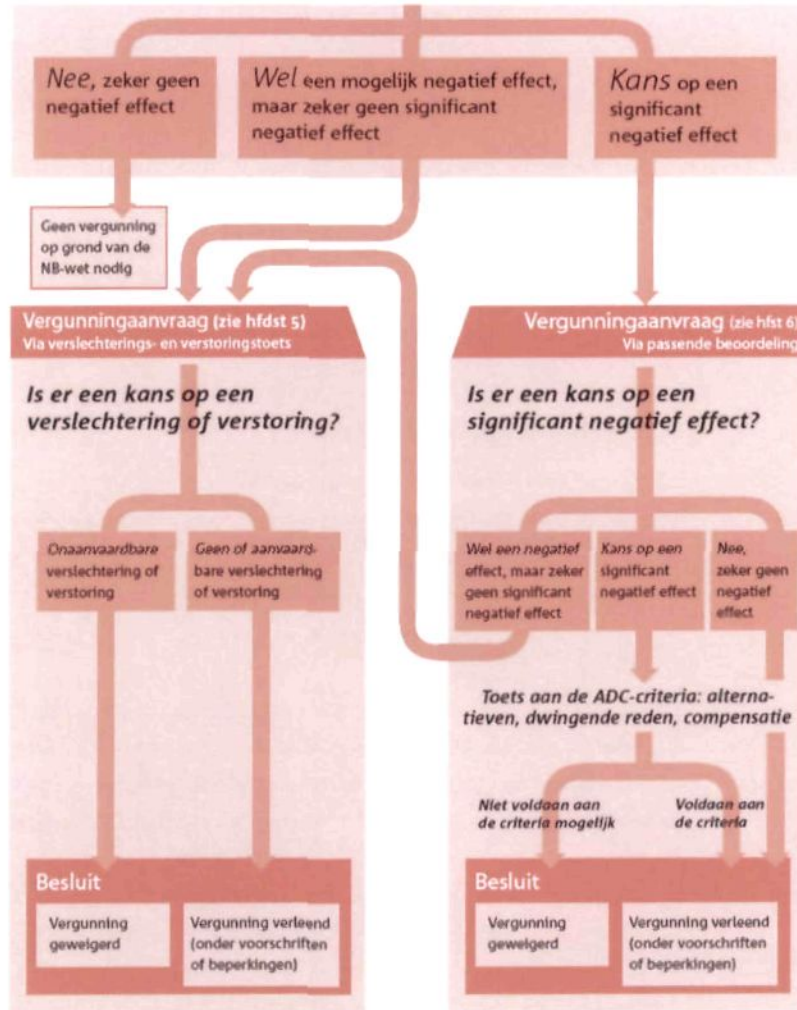 Nee, zeker geen
negatief effect
Wel een mogelijk negatief effect,
maar zeker geen significant
negatief effect
Kans op een
significant
negatief effect
Geen vergunning
op grond van de
NB-wet nodig
Vergunningaanvraag (zie hfdst 5)
Via verslechterings- en verstoringstoets
Is er een kans op een
verslechtering of verstoring?
Onaanvaardbare
verslechtering of
verstoring
Geen of aanvaard-
bare verslechtering
of verstoring
Besluit
Vergunning
geweigerd
Vergunning verleend
(onder voorschriften
of beperkingen)
Vergunningaanvraag (zie hfst 6)
Via passende beoordeling
Is er een kans op een
significant negatief effect?
Wel een negatief
effect, maar zeker
geen significant
negatief effect
Kans op een
significant
negatief effect
Nee,
zeker geen
negatief
effect
Toets aan de ADC-criteria: alterna-
tieven, dwingende reden, compensatie
Niet voldaan aan
de criteria mogelijk
Voldaan aan
de criteria
Besluit
Vergunning
geweigerd
Vergunning verleend
(onder voorschriften
of beperkingen)